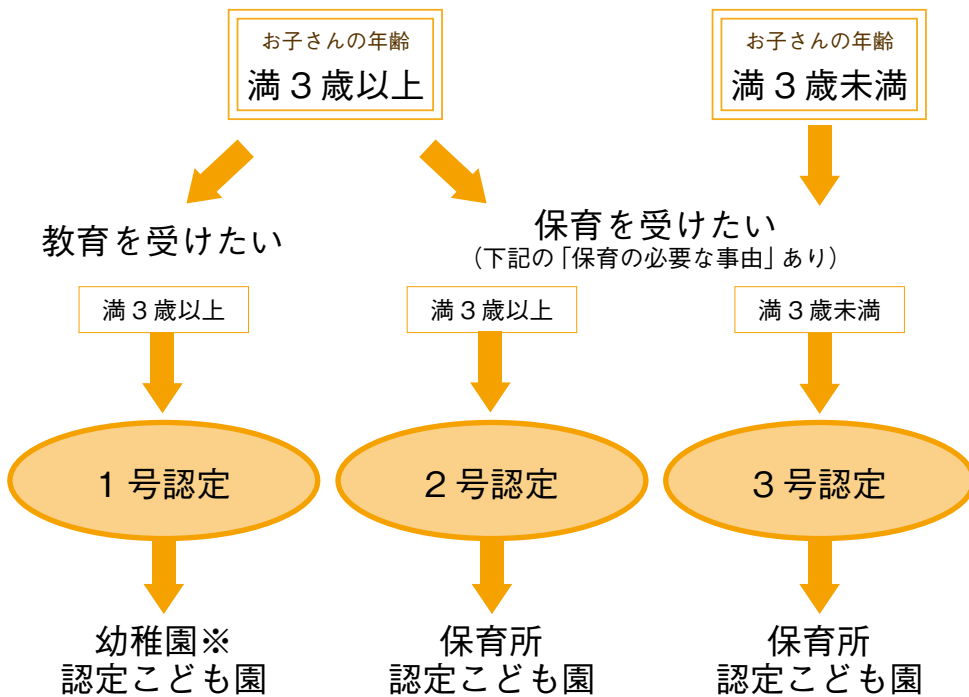 お子さんの年齢
満3歳以上
お子さんの年齢
満3歳未満
教育を受けたい
保育を受けたい
(下記の「保育の必要な事由」あり)
満3歳以上
満3歳以上
満3歳未満
1号認定
2号認定
3号認定
幼稚園※
認定こども園
保育所
認定こども園
保育所
認定こども園